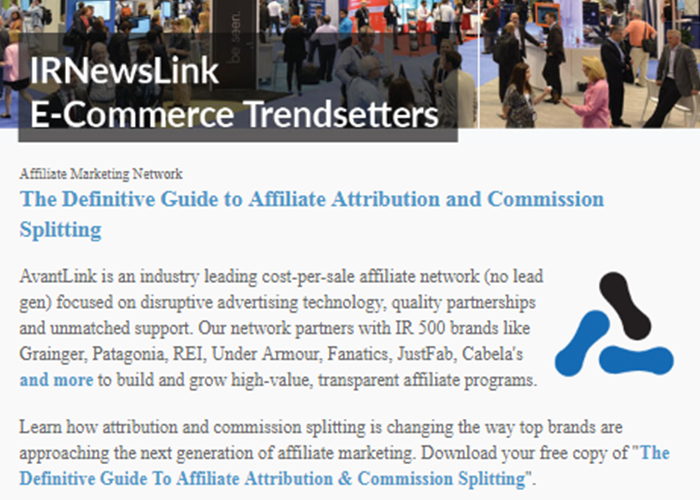 be seen.
IRNewsLink
E-Commerce Trendsetters
Affiliate Marketing Network
The Definitive Guide to Affiliate Attribution and Commission
Splitting
AvantLink is an industry leading cost-per-sale affiliate network (no lead
gen) focused on disruptive advertising technology, quality partnerships
and unmatched support. Our network partners with IR 500 brands like
Grainger, Patagonia, REI, Under Armour, Fanatics, JustFab, Cabela's
and more to build and grow high-value, transparent affiliate programs.
Learn how attribution and commission splitting is changing the way top brands are
approaching the next generation of affiliate marketing. Download your free copy of "The
Definitive Guide To Affiliate Attribution & Commission Splitting".